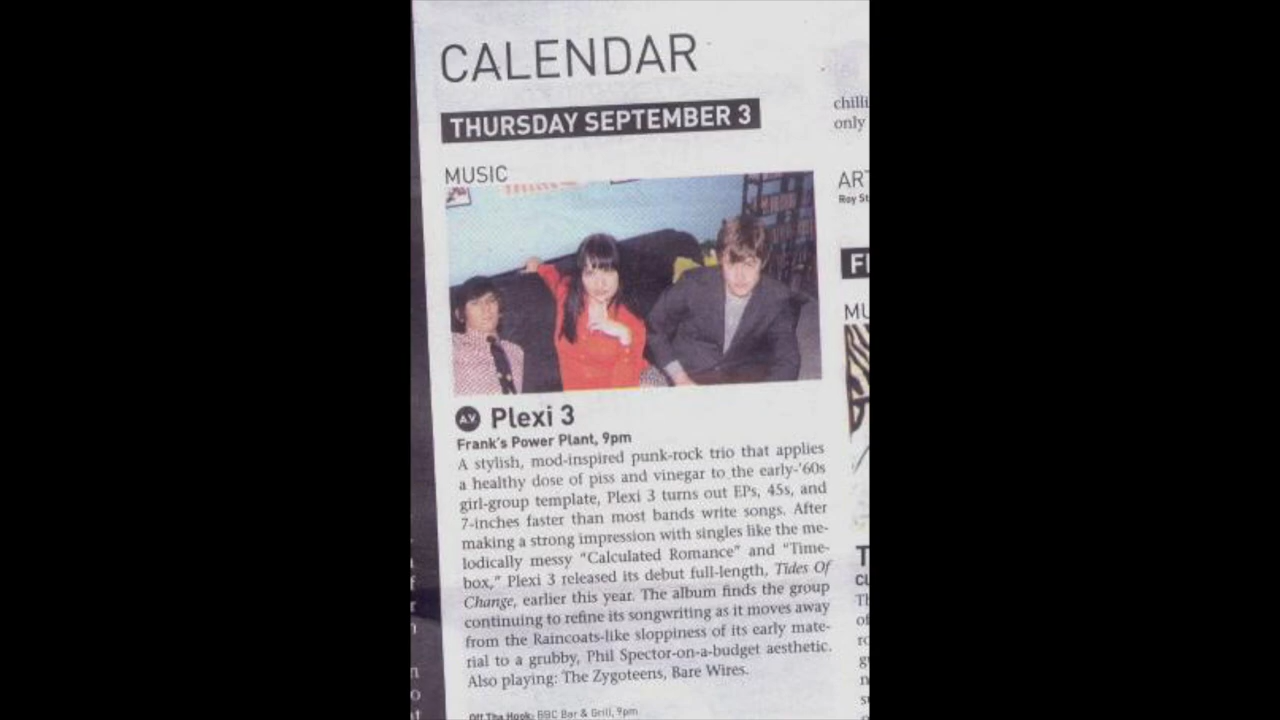 CALENDAR
THURSDAY SEPTEMBER 3
MUSIC
AV Plexi 3
Frank's Power Plant, 9pm
A stylish, mod-inspired punk-rock trio that applies
a healthy dose of piss and vinegar to the early-'60s
girl-group template, Plexi 3 turns out EPs, 45s, and
7-inches faster than most bands write songs. After
making a strong impression with singles like the me-
lodically messy "Calculated Romance" and "Time-
box," Plexi 3 released its debut full-length, Tides Of
Change, earlier this year. The album finds the group
continuing to refine its songwriting as it moves away
from the Raincoats-like sloppiness of its early mate-
rial to a grubby, Phil Spector-on-a-budget aesthetic.
Also playing: The Zygoteens, Bare Wires.
Off The Hook: BBC Bar & Grill, 9pm
chilli
only
AR
Roy St
MU